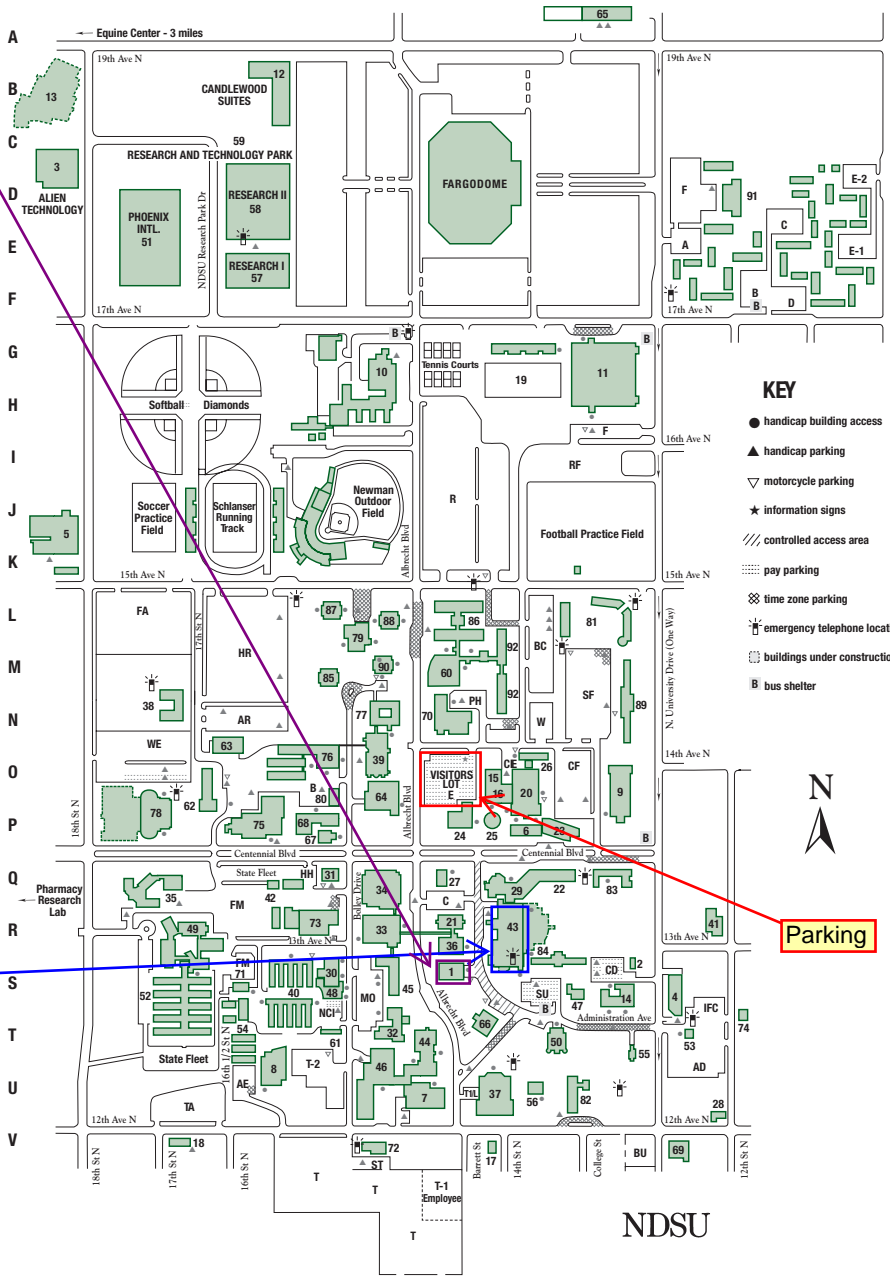 A
Equine Center - 3 miles
65
19th Ave N
19th Ave N
B
13
12
CANDLEWOOD
SUITES
C
59
RESEARCH AND TECHNOLOGY PARK
3
ALIEN
TECHNOLOGY
D
PHOENIX
INTL.
51
NDSU Research Park Dr
RESEARCH II
58
FARGODOME
F
91
E-2
C
E
A
E-1
RESEARCH I
57
F
B
B
D
17th Ave N
17th Ave N
G
B
B
10
Tennis Courts
19
11
KEY
handicap building access
handicap parking
motorcycle parking
information signs
controlled access area
pay parking
time zone parking
emergency telephone locati
buildings under constructio
B bus shelter
H
Softball
Diamonds
F
16th Ave N
I
RF
J
5
Soccer
Practice
Field
Schlanser
Running
Track
Newman
Outdoor
Field
R
Football Practice Field
Albrecht Blvd
K
15th Ave N
15th Ave N
L
FA
17th St N
HR
87
79
88
86
81
BC
92
N. University Drive (One Way)
M
85
90
60
92
SF
89
N
38
AR
77
70
PH
W
WE
63
14th Ave N
O
76
39
VISITORS
LOT
E
15
16
CE
26
CF
20
9
B
80
64
Albrecht Blvd
P
18th St N
78
62
75
68
67
24
25
6
23
B
N
Centennial Blvd
Centennial Blvd
Q
Pharmacy
Research
Lab
State Fleet
HH
31
Bolley Drive
34
27
29
22
83
35
42
C
FM
R
49
73
33
21
43
41
13th Ave N
36
84
13th Ave N
Parking
S
FM
71
30
1
CD
2
52
40
48
45
SU
47
14
4
IFC
NCI
MO
B
Albrecht Blvd
Administration Ave
T
54
61
32
66
74
16 1/2 St N
44
50
53
State Fleet
T-2
55
AD
U
8
46
AE
7
T1/L
37
56
82
TA
28
12th Ave N
12th Ave N
V
18
72
17
BU
69
18th St N
17th St N
16th St N
ST
Barrett St
14th St N
College St
12th St N
T
T
T-1
Employee
T
NDSU